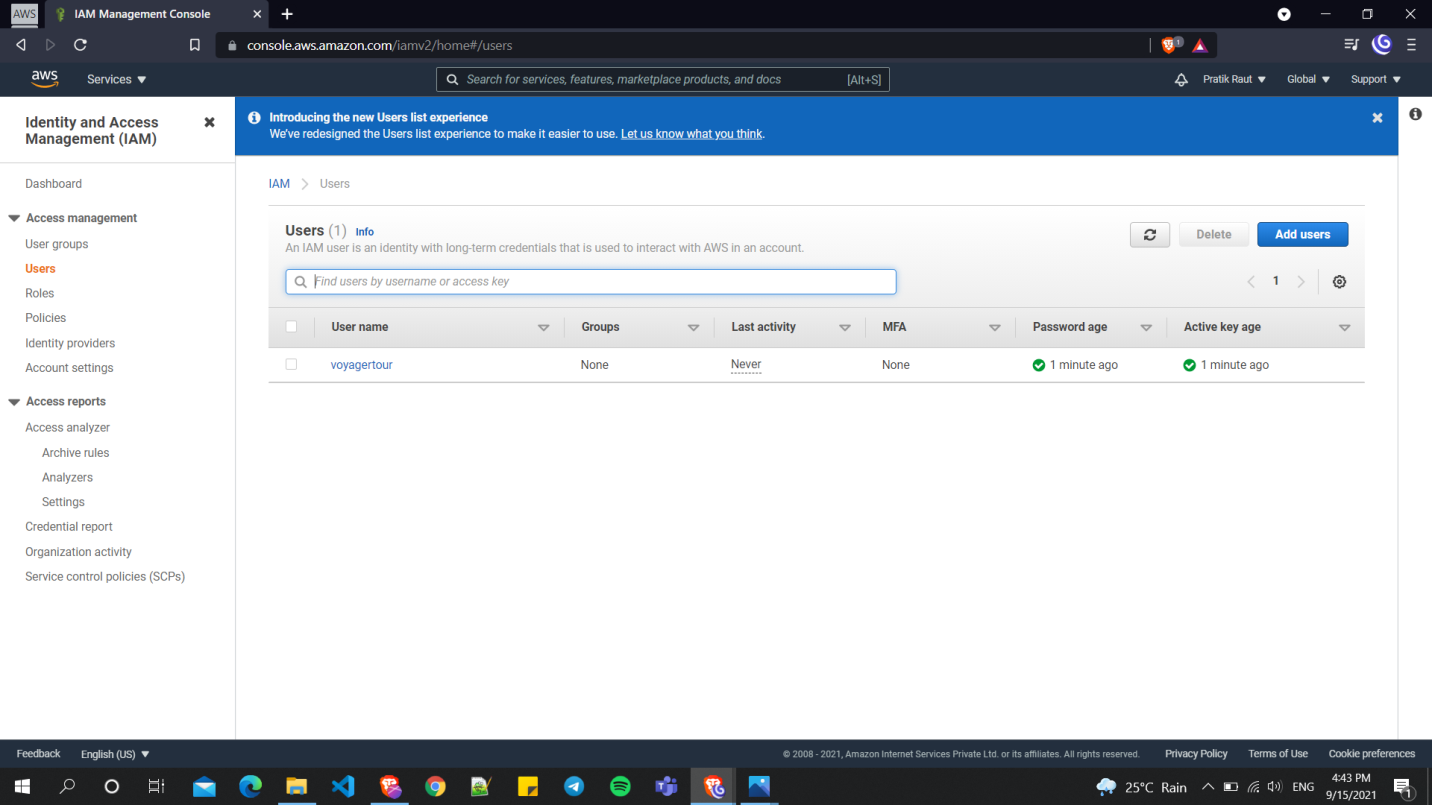 AWS
IAM Management Console
console.aws.amazon.com/iamv2/home#/users
1
aws
Services
Search for services, features, marketplace products, and docs
[Alt+S]
Pratik Raut
Global
Support
Identity and Access
Management (IAM)
Dashboard
Access management
User groups
Users
Roles
Policies
Identity providers
Account settings
Access reports
Access analyzer
Archive rules
Analyzers
Settings
Credential report
Organization activity
Service control policies (SCPs)
Introducing the new Users list experience
We've redesigned the Users list experience to make it easier to use. Let us know what you think.
IAM > Users
Users (1) Info
An IAM user is an identity with long-term credentials that is used to interact with AWS in an account.
Delete
Add users
Find users by username or access key
1
User name Groups Last activity MFA Password age Active key age
voyagertour None Never None 1 minute ago 1 minute ago
Feedback English (US)
© 2008 - 2021, Amazon Internet Services Private Ltd. or its affiliates. All rights reserved. Privacy Policy Terms of Use Cookie preferences
25°C Rain
ENG
4:43 PM
9/15/2021
1